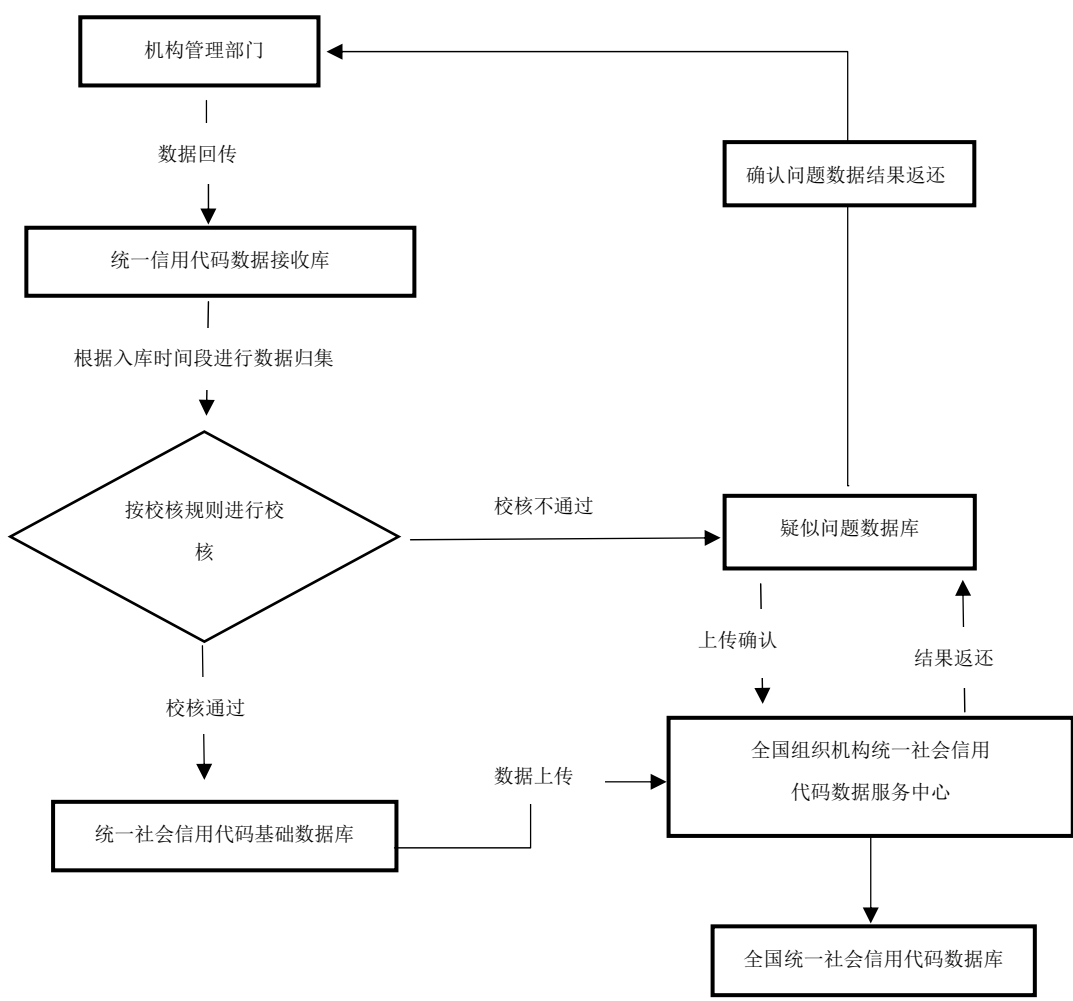 机构管理部门
数据回传
确认问题数据结果返还
统一信用代码数据接收库
根据入库时间段进行数据归集
按校核规则进行校
核
校核不通过
疑似问题数据库
上传确认
结果返还
校核通过
全国组织机构统一社会信用
代码数据服务中心
数据上传
统一社会信用代码基础数据库
全国统一社会信用代码数据库